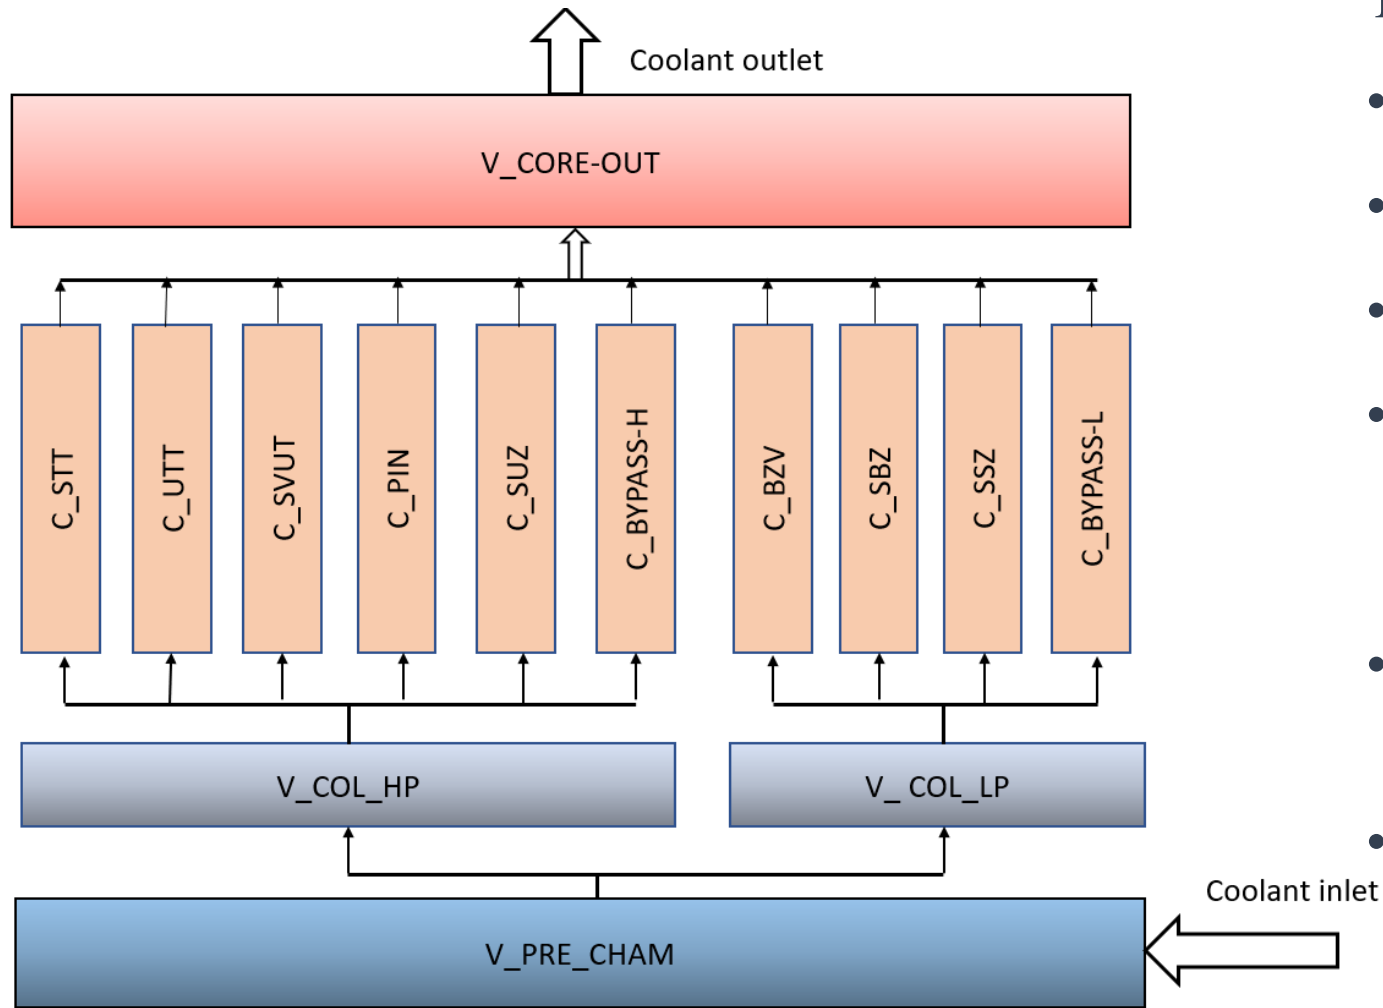 Coolant outlet
V_CORE-OUT
C_STT
C_UTT
C_SVUT
C_PIN
C_SUZ
C_BYPASS-H
C_BZV
C_SBZ
C_SSZ
C_BYPASS-L
V_COL_HP
V_ COL_LP
Coolant inlet
V_PRE_CHAM